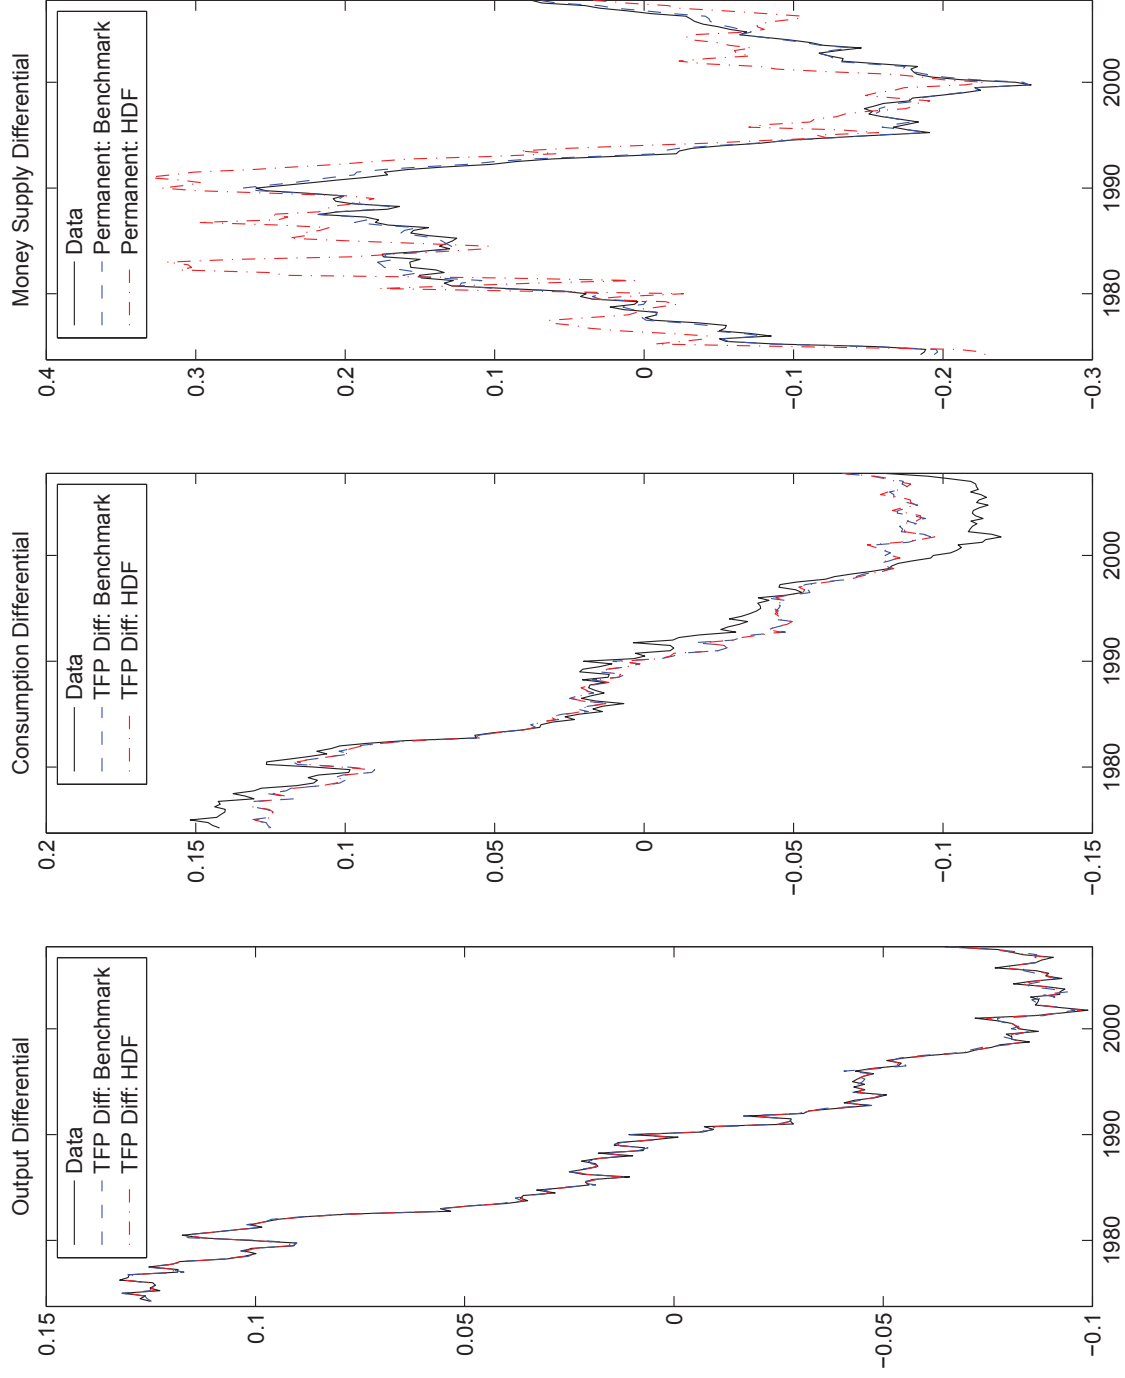 Output Differential
Data
TFP Diff: Benchmark
TFP Diff: HDF
0.15
0.1
0.05
0
−0.05
−0.1
1980
1990
2000
Consumption Differential
Data
TFP Diff: Benchmark
TFP Diff: HDF
0.2
0.15
0.1
0.05
0
−0.05
−0.1
−0.15
1980
1990
2000
Money Supply Differential
Data
Permanent: Benchmark
Permanent: HDF
0.4
0.3
0.2
0.1
0
−0.1
−0.2
−0.3
1980
1990
2000